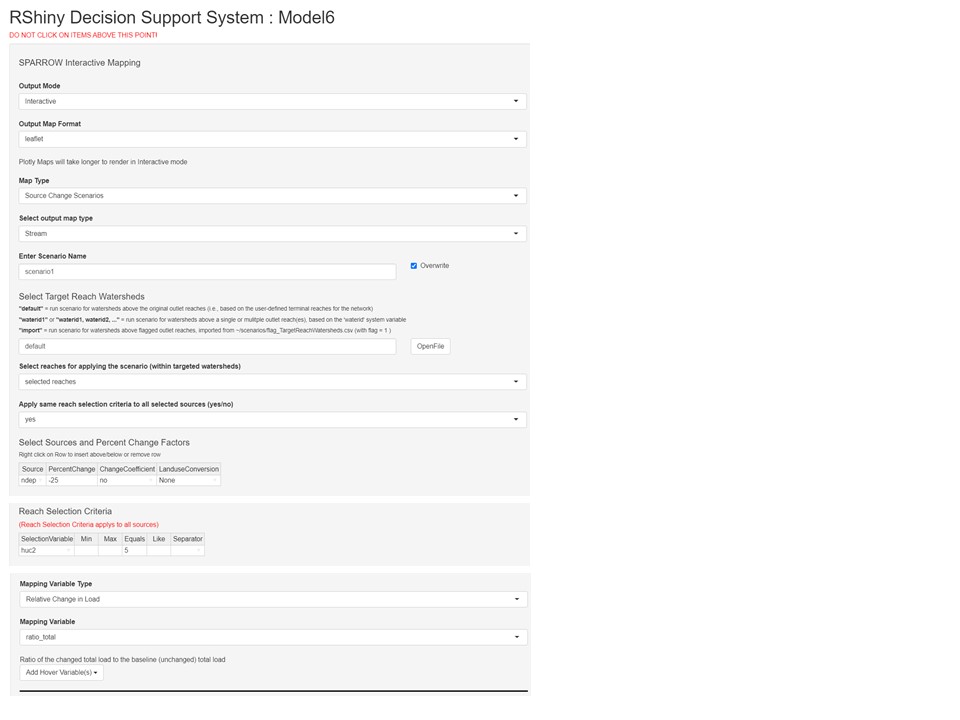 RShiny Decision Support System : Model6
DO NOT CLICK ON ITEMS ABOVE THIS POINT!
SPARROW Interactive Mapping
Output Mode
Interactive
Output Map Format
leaflet
Plotly Maps will take longer to render in Interactive mode
Map Type
Source Change Scenarios
Select output map type
Stream
Enter Scenario Name
scenario1
Overwrite
Select Target Reach Watersheds
"default" = run scenario for watersheds above the original outlet reaches (i.e., based on the user-defined terminal reaches for the network)
"waterid1" or "waterid1, waterid2, ..." = run scenario for watersheds above a single or mulitple outlet reach(es), based on the 'waterid' system variable
"import" = run scenario for watersheds above flagged outlet reaches, imported from ~/scenarios/flag_TargetReachWatersheds.csv (with flag = 1 )
default
OpenFile
Select reaches for applying the scenario (within targeted watersheds)
selected reaches
Apply same reach selection criteria to all selected sources (yes/no)
yes
Select Sources and Percent Change Factors
Right click on Row to insert above/below or remove row
Source PercentChange ChangeCoefficient LanduseConversion
ndep -25 no None
Reach Selection Criteria
(Reach Selection Criteria applys to all sources)
SelectionVariable Min Max Equals Like Separator
huc2 5
Mapping Variable Type
Relative Change in Load
Mapping Variable
ratio_total
Ratio of the changed total load to the baseline (unchanged) total load
Add Hover Variable(s)